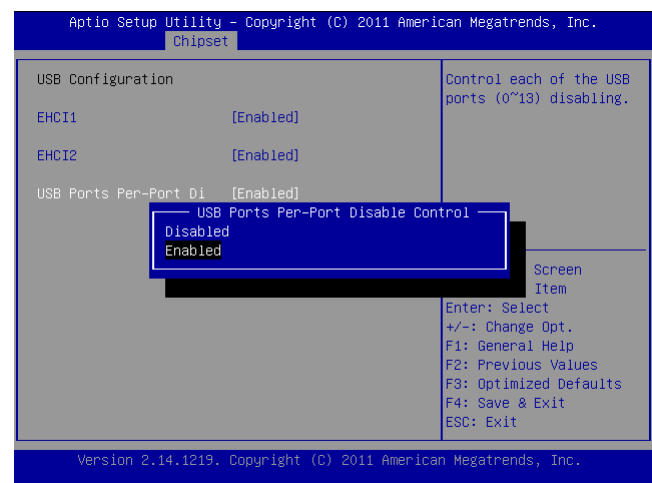 Aptio Setup Utility – Copyright (C) 2011 American Megatrends, Inc.
Chipset
USB Configuration
EHCI1 [Enabled]
EHCI2 [Enabled]
USB Ports Per-Port Di [Enabled]
USB Ports Per-Port Disable Control
Disabled
Enabled
Control each of the USB
ports (0~13) disabling.
Screen
Item
Enter: Select
+/-: Change Opt.
F1: General Help
F2: Previous Values
F3: Optimized Defaults
F4: Save & Exit
ESC: Exit
Version 2.14.1219. Copyright (C) 2011 American Megatrends, Inc.